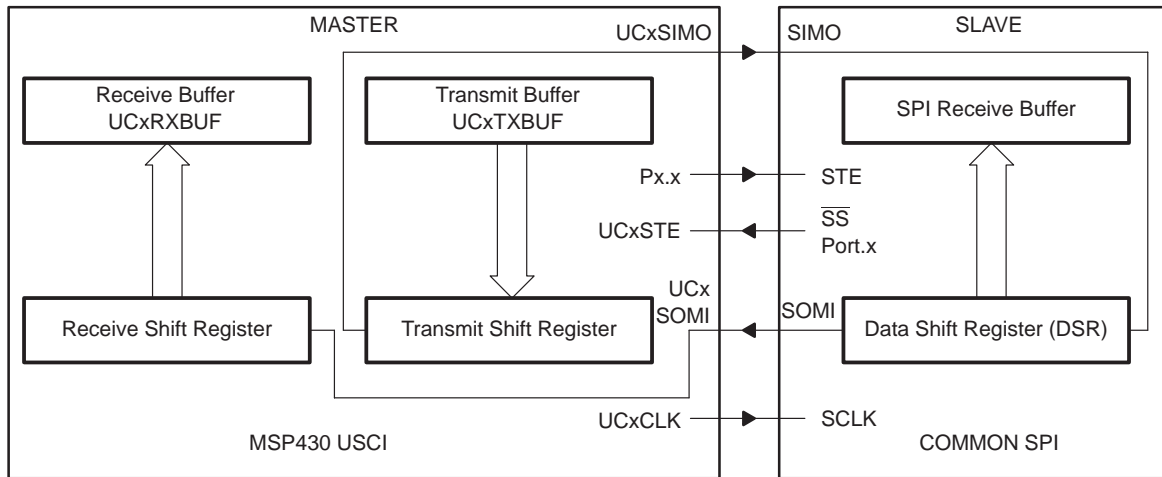 MASTER
UCxSIMO
SIMO
SLAVE
Receive Buffer
UCxRXBUF
Transmit Buffer
UCxTXBUF
SPI Receive Buffer
Px.x
STE
UCxSTE
SS
Port.x
UCx
SOMI
SOMI
Receive Shift Register
Transmit Shift Register
Data Shift Register (DSR)
UCxCLK
SCLK
MSP430 USCI
COMMON SPI